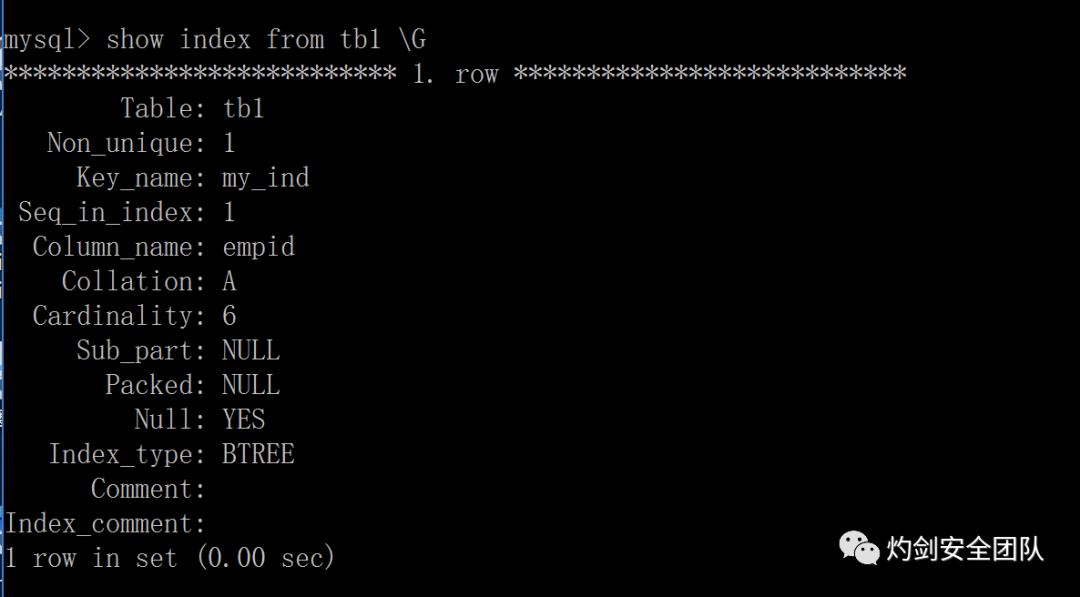 mysql> show index from tb1 \G
*************************** 1. row ***************************
Table: tb1
Non_unique: 1
Key_name: my_ind
Seq_in_index: 1
Column_name: empid
Collation: A
Cardinality: 6
Sub_part: NULL
Packed: NULL
Null: YES
Index_type: BTREE
Comment:
Index_comment:
1 row in set (0.00 sec)
灼剑安全团队